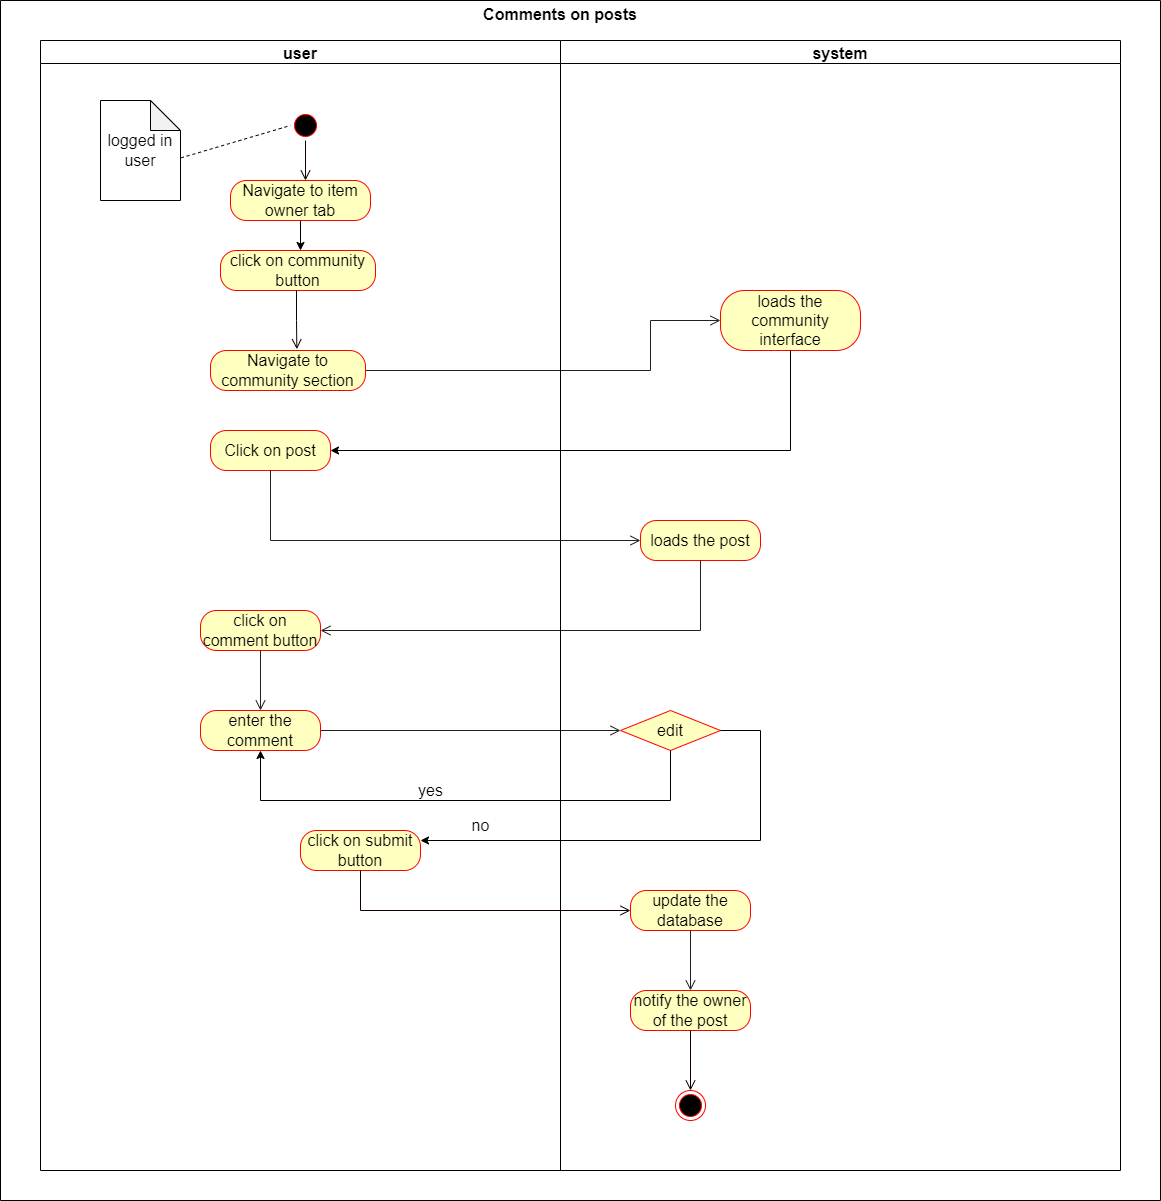 Comments on posts
user
system
logged in
user
Navigate to item
owner tab
click on community
button
loads the
community
interface
Navigate to
community section
Click on post
loads the post
click on
comment button
enter the
comment
edit
yes
no
click on submit
button
update the
database
notify the owner
of the post